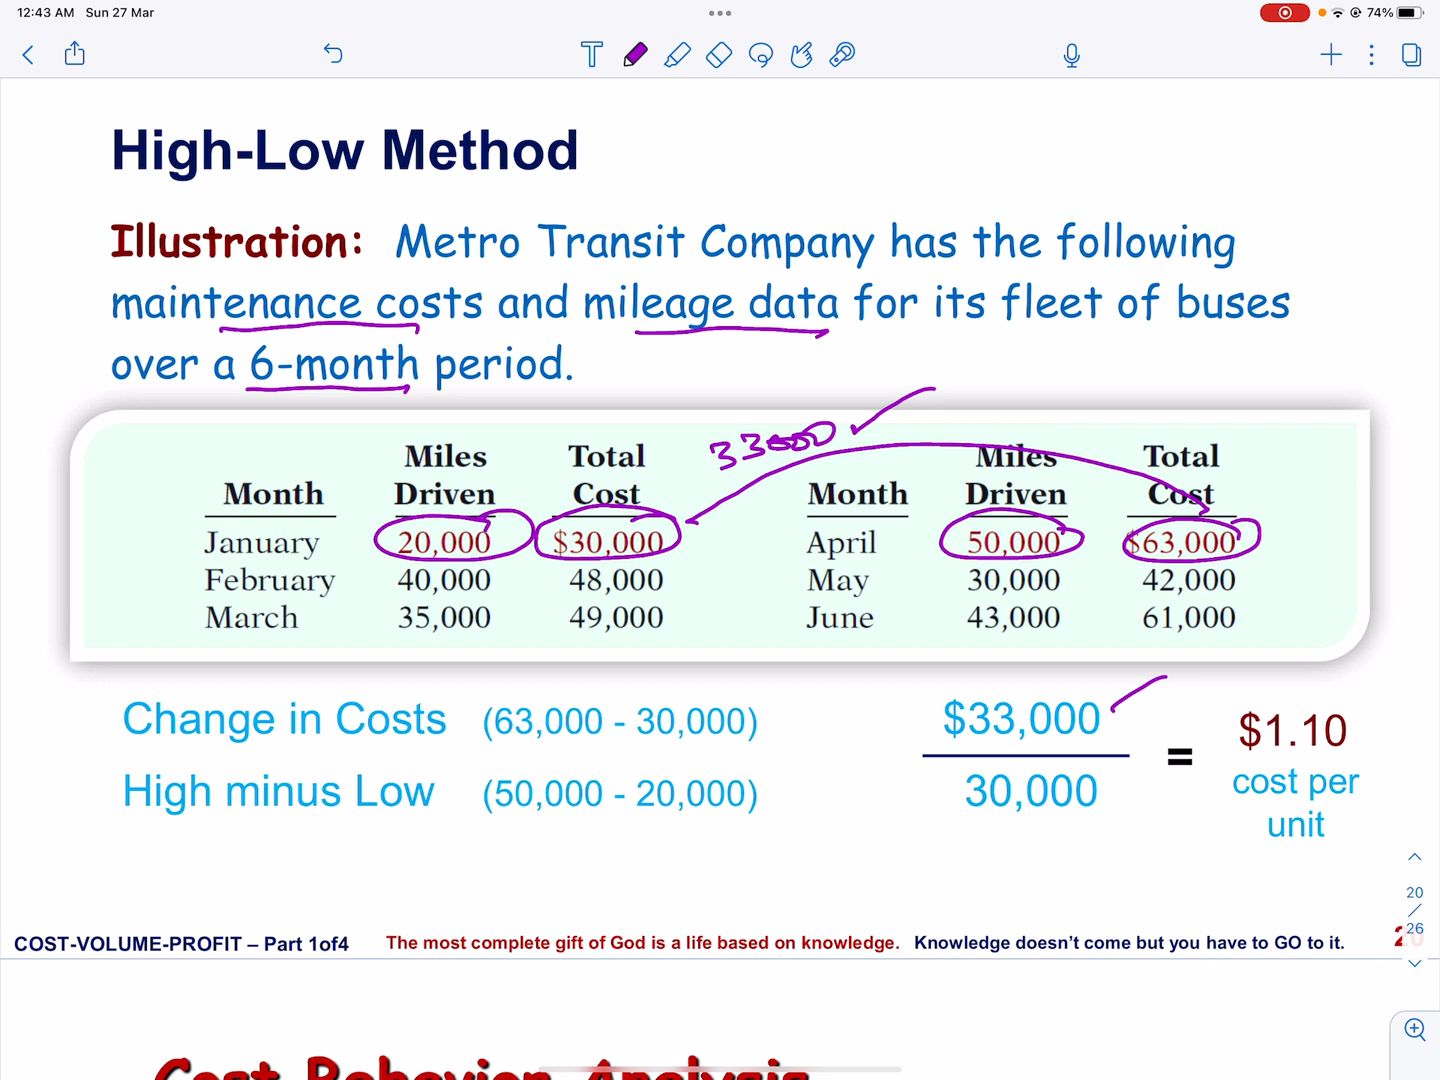 12:43 AM Sun 27 Mar
74%
High-Low Method
Illustration: Metro Transit Company has the following
maintenance costs and mileage data for its fleet of buses
over a 6-month period.
33000
Miles Total Miles Total
Month Driven Cost Month Driven Cost
January 20,000 $30,000 April 50,000 $63,000
February 40,000 48,000 May 30,000 42,000
March 35,000 49,000 June 43,000 61,000
Change in Costs (63,000 - 30,000) $33,000
High minus Low (50,000 - 20,000) 30,000
= $1.10
cost per
unit
20
/
26
COST-VOLUME-PROFIT – Part 1of4 The most complete gift of God is a life based on knowledge. Knowledge doesn't come but you have to GO to it. 20
Cost Behavior Analysis